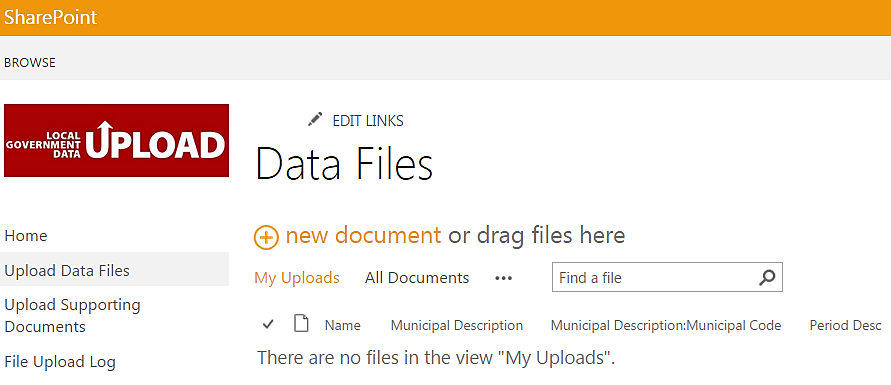 SharePoint
BROWSE
LOCAL
GOVERNMENT
DATA
UPLOAD
EDIT LINKS
Data Files
Home
Upload Data Files
Upload Supporting
Documents
File Upload Log
new document or drag files here
My Uploads All Documents ••• Find a file
Name Municipal Description Municipal Description:Municipal Code Period Desc
There are no files in the view "My Uploads".